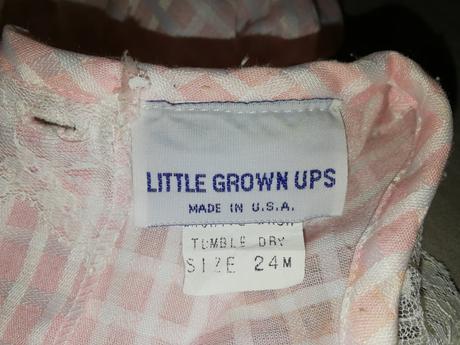 LITTLE GROWN UPS
MADE IN U.S.A.
TUMBLE DRY
SIZE 24M